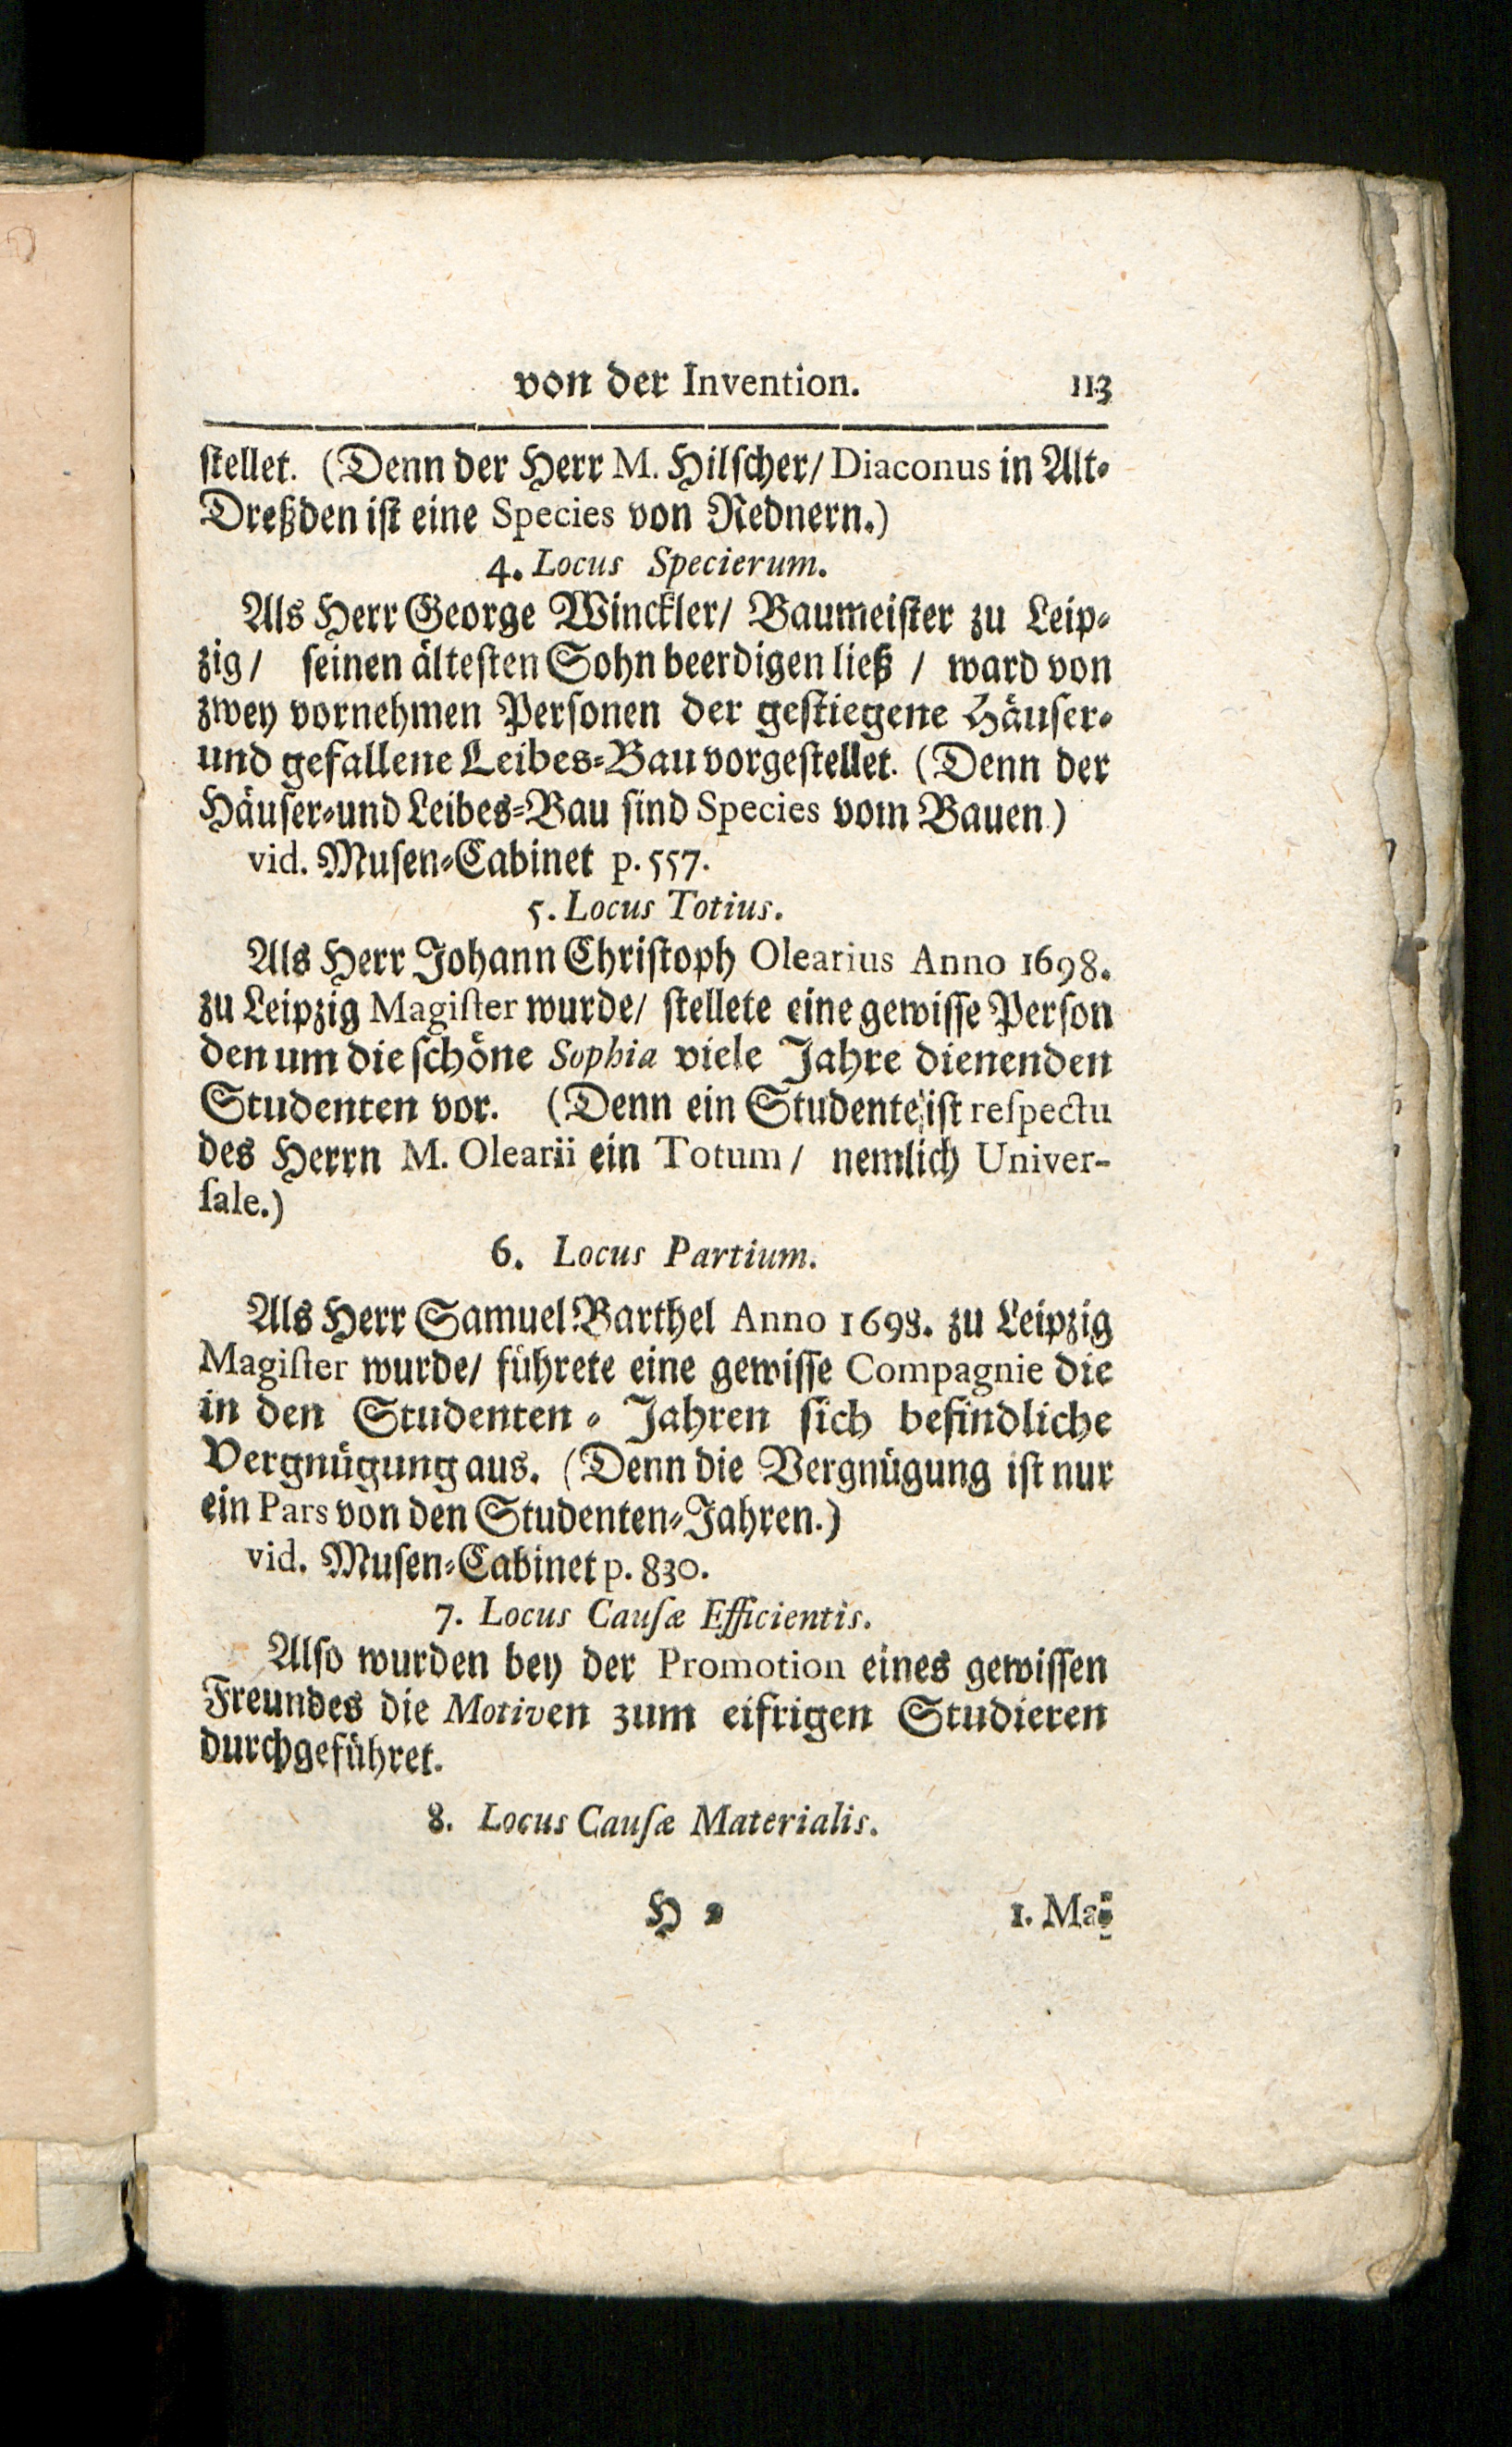 von der Invention. 113
ſtellet. (Denn der Herr M. Hilſcher/ Diaconus in Alt-
Dreßden iſt eine Species von Rednern.)
4. Locus Specierum.
Als Herr George Winckler/ Baumeiſter zu Leip-
zig/ ſeinen älteſten Sohn beerdigen ließ / ward von
zwey vornehmen Perſonen der geſtiegene Häuſer-
und gefallene Leibes-Bau vorgeſtellet. (Denn der
Häuſer-und Leibes-Bau ſind Species vom Bauen)
vid. Muſen-Cabinet p. 557.
5. Locus Totius.
Als Herr Johann Chriſtoph Olearius Anno 1698.
zu Leipzig Magiſter wurde/ ſtellete eine gewiſſe Perſon
den um die ſchöne Sophia viele Jahre dienenden
Studenten vor. (Denn ein Studente iſt reſpectu
des Herrn M. Olearii ein Totum / nemlich Univer-
ſale.)
6. Locus Partium.
Als Herr Samuel Barthel Anno 1698. zu Leipzig
Magiſter wurde/ führete eine gewiſſe Compagnie die
in den Studenten-Jahren ſich befindliche
Vergnügung aus. (Denn die Vergnügung iſt nur
ein Pars von den Studenten-Jahren.)
vid. Muſen-Cabinet p. 830.
7. Locus Cauſæ Efficientis.
Alſo wurden bey der Promotion eines gewiſſen
Freundes die Motiven zum eifrigen Studieren
durchgeführet.
8. Locus Cauſæ Materialis.
H 1. Ma-